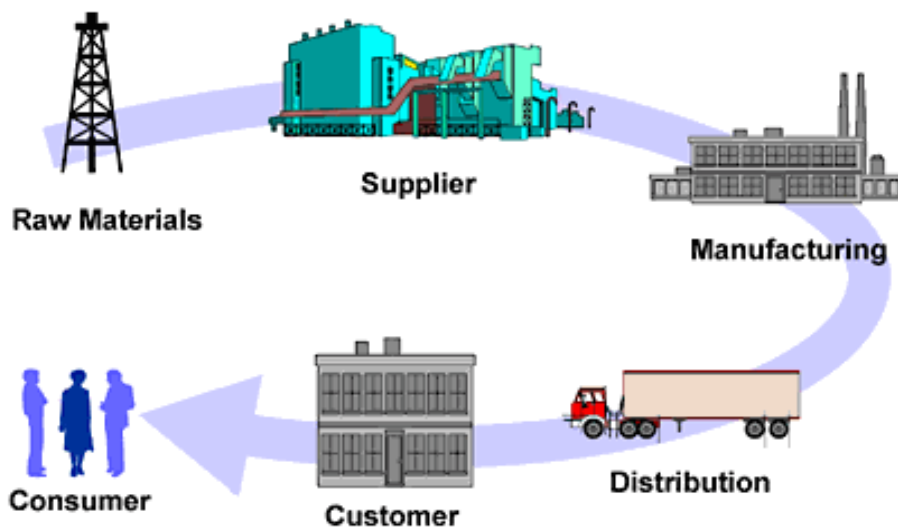 Raw Materials
Supplier
Manufacturing
Distribution
Customer
Consumer